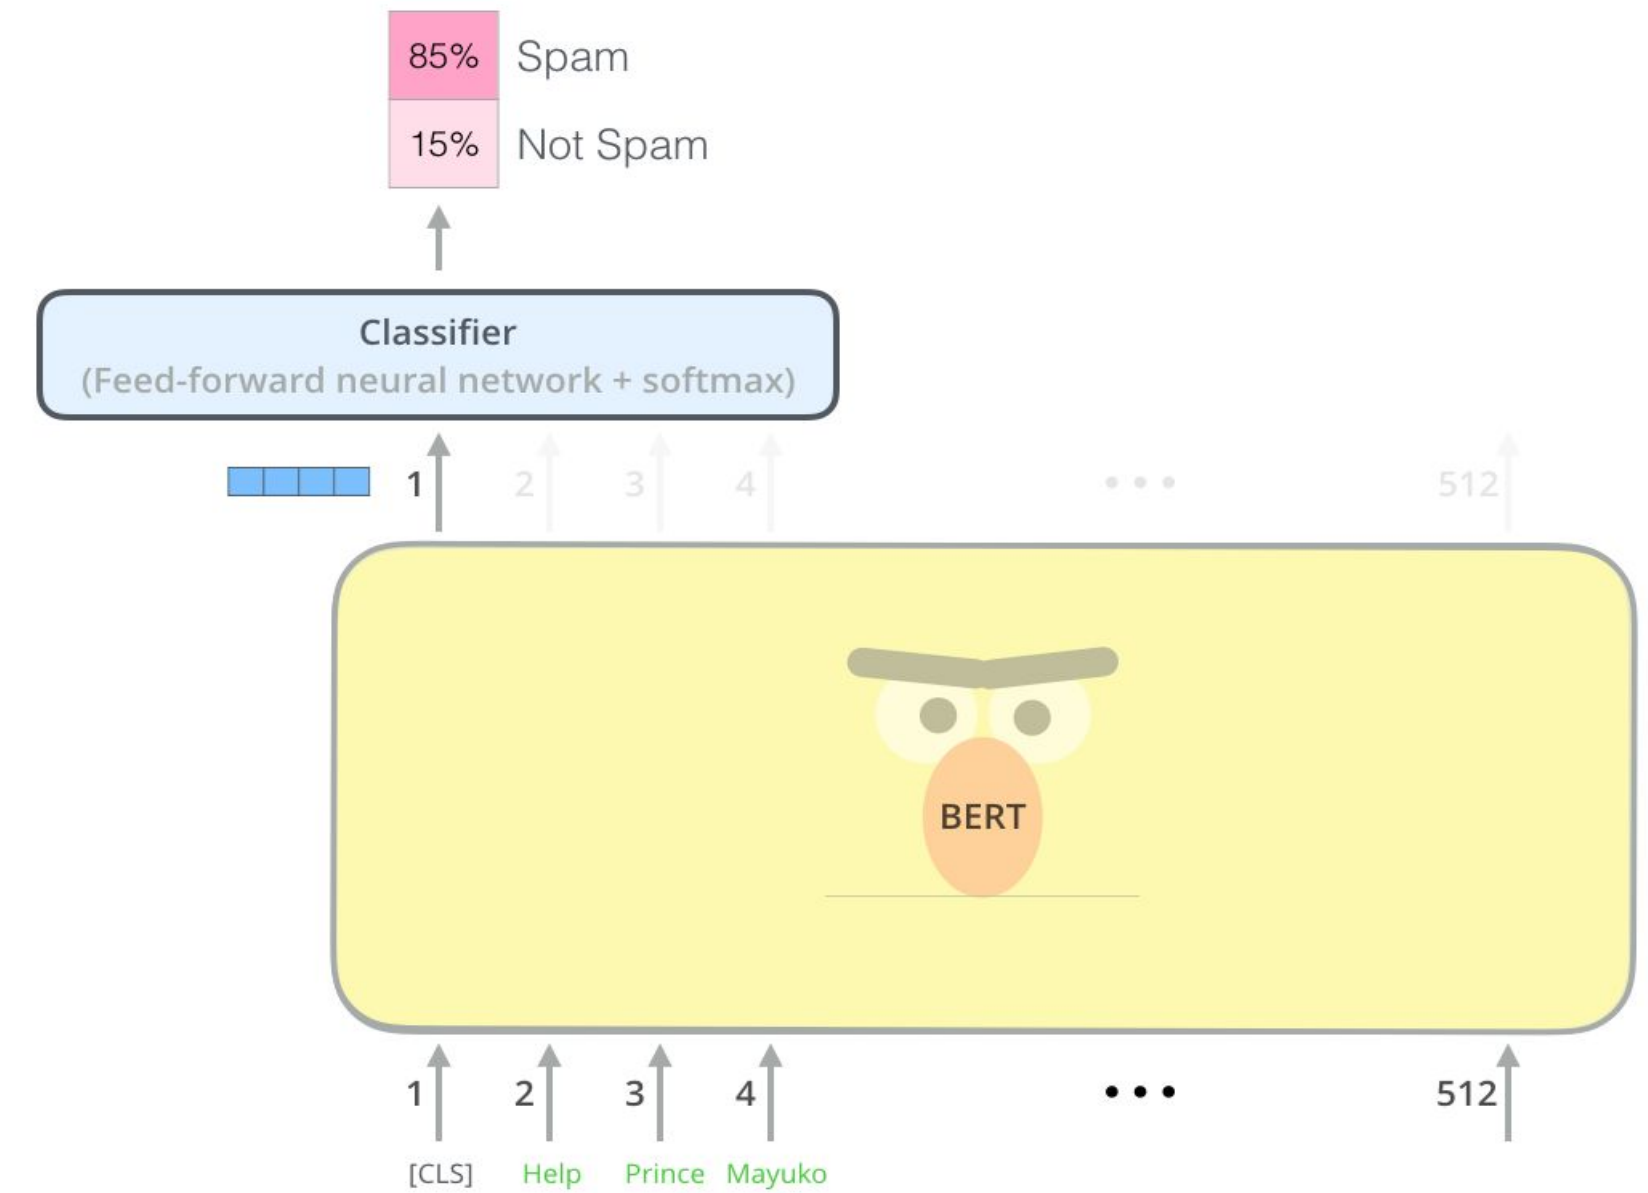 85% Spam
15% Not Spam
Classifier
(Feed-forward neural network + softmax)
1 2 3 4 ••• 512
BERT
1 2 3 4 ••• 512
[CLS] Help Prince Mayuko